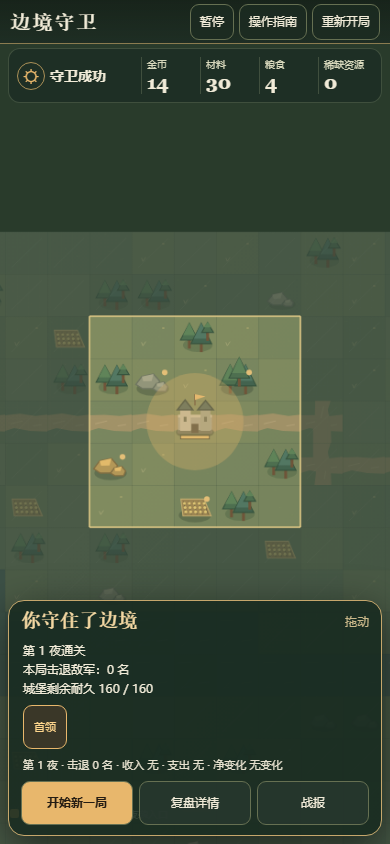 边境守卫
暂停
操作指南
重新开局
守卫成功
金币
14
材料
30
粮食
4
稀缺资源
0
你守住了边境
拖动
第 1 夜通关
本局击退敌军：0 名
城堡剩余耐久 160 / 160
首领
第 1 夜 · 击退 0 名 · 收入 无 · 支出 无 · 净变化 无变化
开始新一局
复盘详情
战报